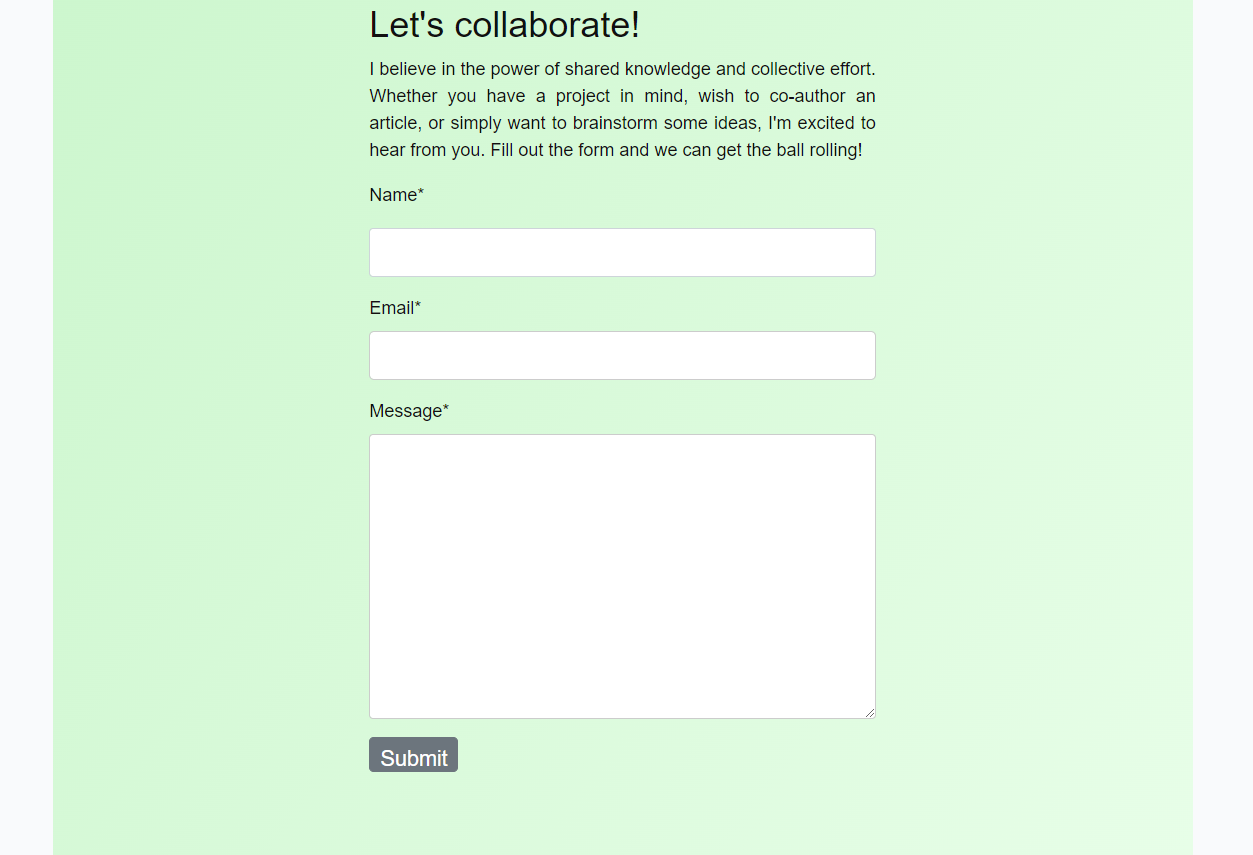 Let's collaborate!
I believe in the power of shared knowledge and collective effort.
Whether you have a project in mind, wish to co-author an
article, or simply want to brainstorm some ideas, I'm excited to
hear from you. Fill out the form and we can get the ball rolling!
Name*
Email*
Message*
Submit